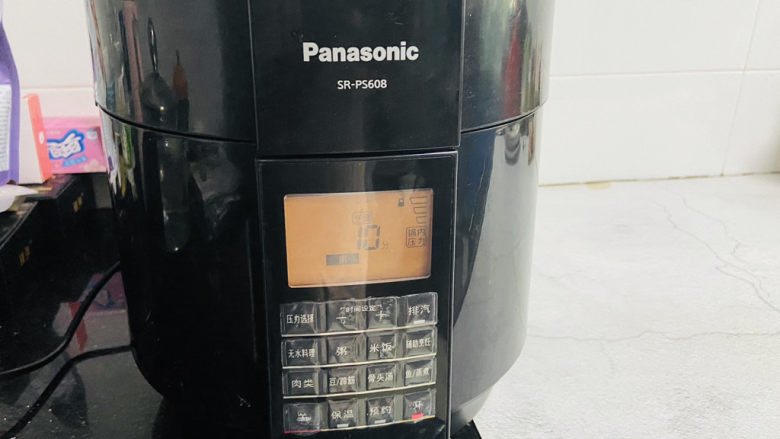 Panasonic
SR-PS608
10分
锅内
压力
时间设定
压力选择 － ＋ 排汽
无水料理 粥 米饭 辅助烹饪
肉类 豆/蹄筋 骨头汤 鱼/蒸煮
保温 预约